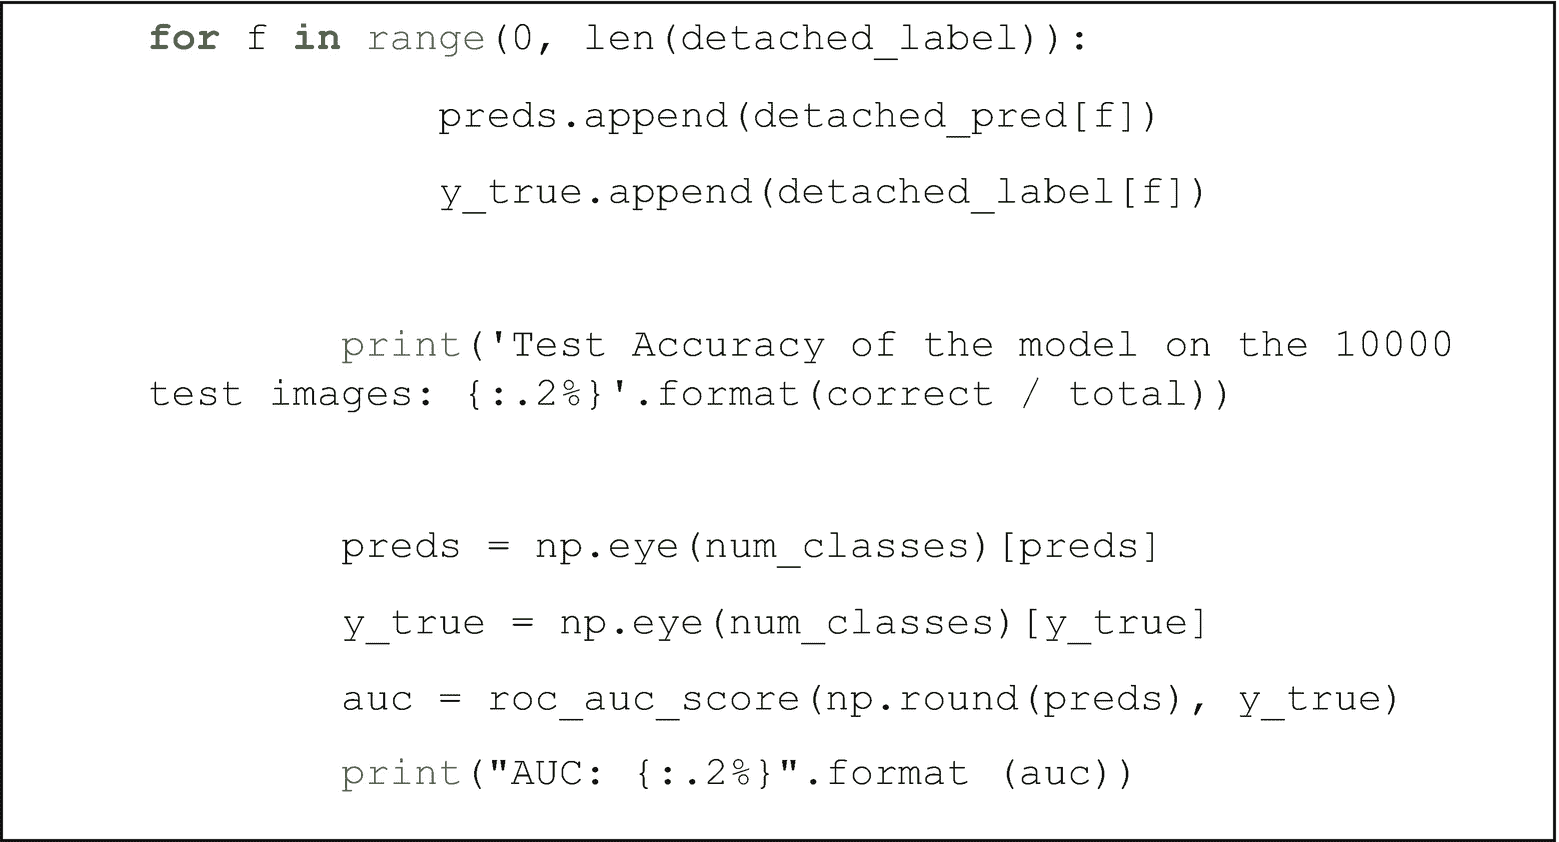 for f in range(0, len(detached_label)):
preds.append(detached_pred[f])
y_true.append(detached_label[f])
print('Test Accuracy of the model on the 10000
test images: {:.2%}'.format(correct / total))
preds = np.eye(num_classes)[preds]
y_true = np.eye(num_classes)[y_true]
auc = roc_auc_score(np.round(preds), y_true)
print("AUC: {:.2%}".format (auc))